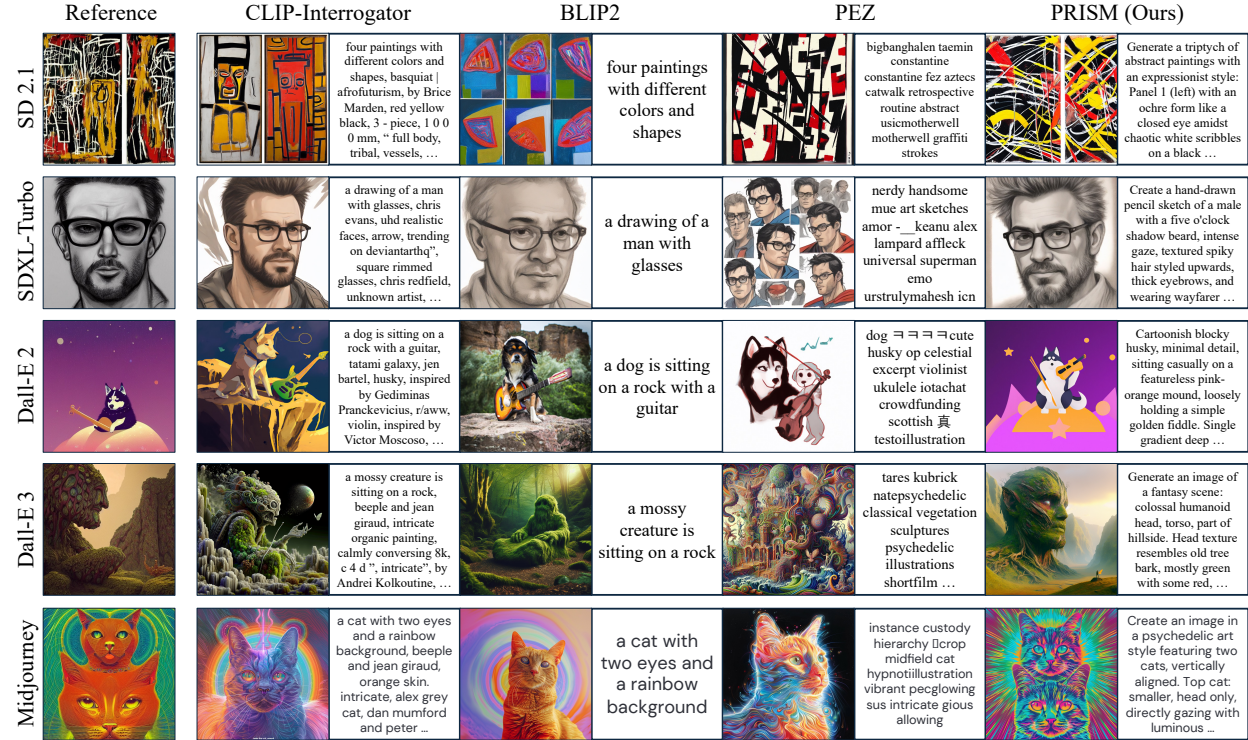 Reference
CLIP-Interrogator
BLIP2
PEZ
PRISM (Ours)
SD 2.1
four paintings with
different colors and
shapes, basquiat |
afrofuturism, by Brice
Marden, red yellow
black, 3 - piece, 1 0 0
0 mm, “ full body,
tribal, vessels, …
four paintings
with different
colors and
shapes
bigbanghalen taemin
constantine
constantine fez aztecs
catwalk retrospective
routine abstract
usicmotherwell
motherwell graffiti
strokes
Generate a triptych of
abstract paintings with
an expressionist style:
Panel 1 (left) with an
ochre form like a
closed eye amidst
chaotic white scribbles
on a black …
SDXL-Turbo
a drawing of a man
with glasses, chris
evans, uhd realistic
faces, arrow, trending
on deviantarthq”,
square rimmed
glasses, chris redfield,
unknown artist, …
a drawing of a
man with
glasses
nerdy handsome
mue art sketches
amor -__keanu alex
lampard affleck
universal superman
emo
urstrulymahesh icn
Create a hand-drawn
pencil sketch of a male
with a five o'clock
shadow beard, intense
gaze, textured spiky
hair styled upwards,
thick eyebrows, and
wearing wayfarer …
Dall-E 2
a dog is sitting on a
rock with a guitar,
tatami galaxy, jen
bartel, husky, inspired
by Gediminas
Pranckevicius, r/aww,
violin, inspired by
Victor Moscoso, …
a dog is sitting
on a rock with a
guitar
dog ㅋㅋㅋㅋcute
husky op celestial
excerpt violinist
ukulele iotachat
crowdfunding
scottish 真
testoillustration
Cartoonish blocky
husky, minimal detail,
sitting casually on a
featureless pink-
orange mound, loosely
holding a simple
golden fiddle. Single
gradient deep …
Dall-E 3
a mossy creature is
sitting on a rock,
beeple and jean
giraud, intricate
organic painting,
calmly conversing 8k,
c 4 d ”, intricate”, by
Andrei Kolkoutine, …
a mossy
creature is
sitting on a rock
tares kubrick
natepsychedelic
classical vegetation
sculptures
psychedelic
illustrations
shortfilm …
Generate an image of
a fantasy scene:
colossal humanoid
head, torso, part of
hillside. Head texture
resembles old tree
bark, mostly green
with some red, …
Midjourney
a cat with two eyes
and a rainbow
background, beeple
and jean giraud,
orange skin.
intricate, alex grey
cat, dan mumford
and peter …
a cat with
two eyes and
a rainbow
background
instance custody
hierarchy ▯crop
midfield cat
hypnotiillustration
vibrant pecglowing
sus intricate gious
allowing
Create an image in
a psychedelic art
style featuring two
cats, vertically
aligned. Top cat:
smaller, head only,
directly gazing with
luminous …